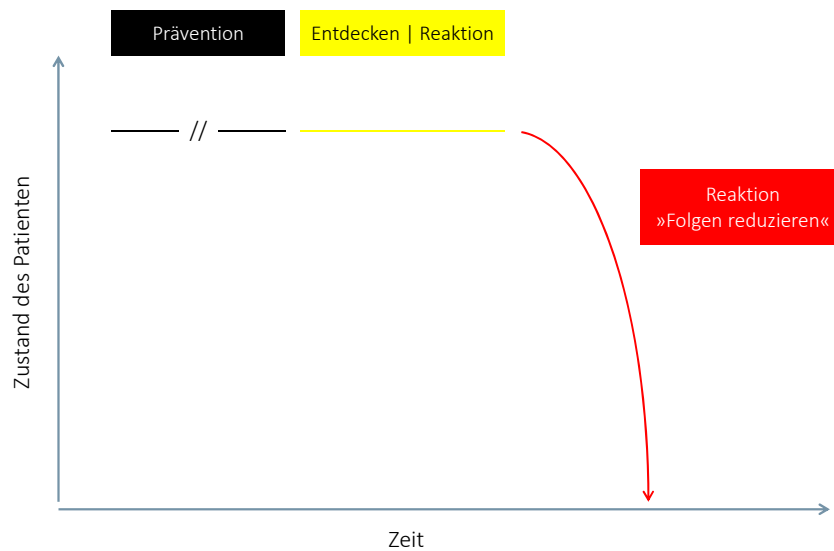 Prävention
Entdecken | Reaktion
//
Reaktion
»Folgen reduzieren«
Zustand des Patienten
Zeit